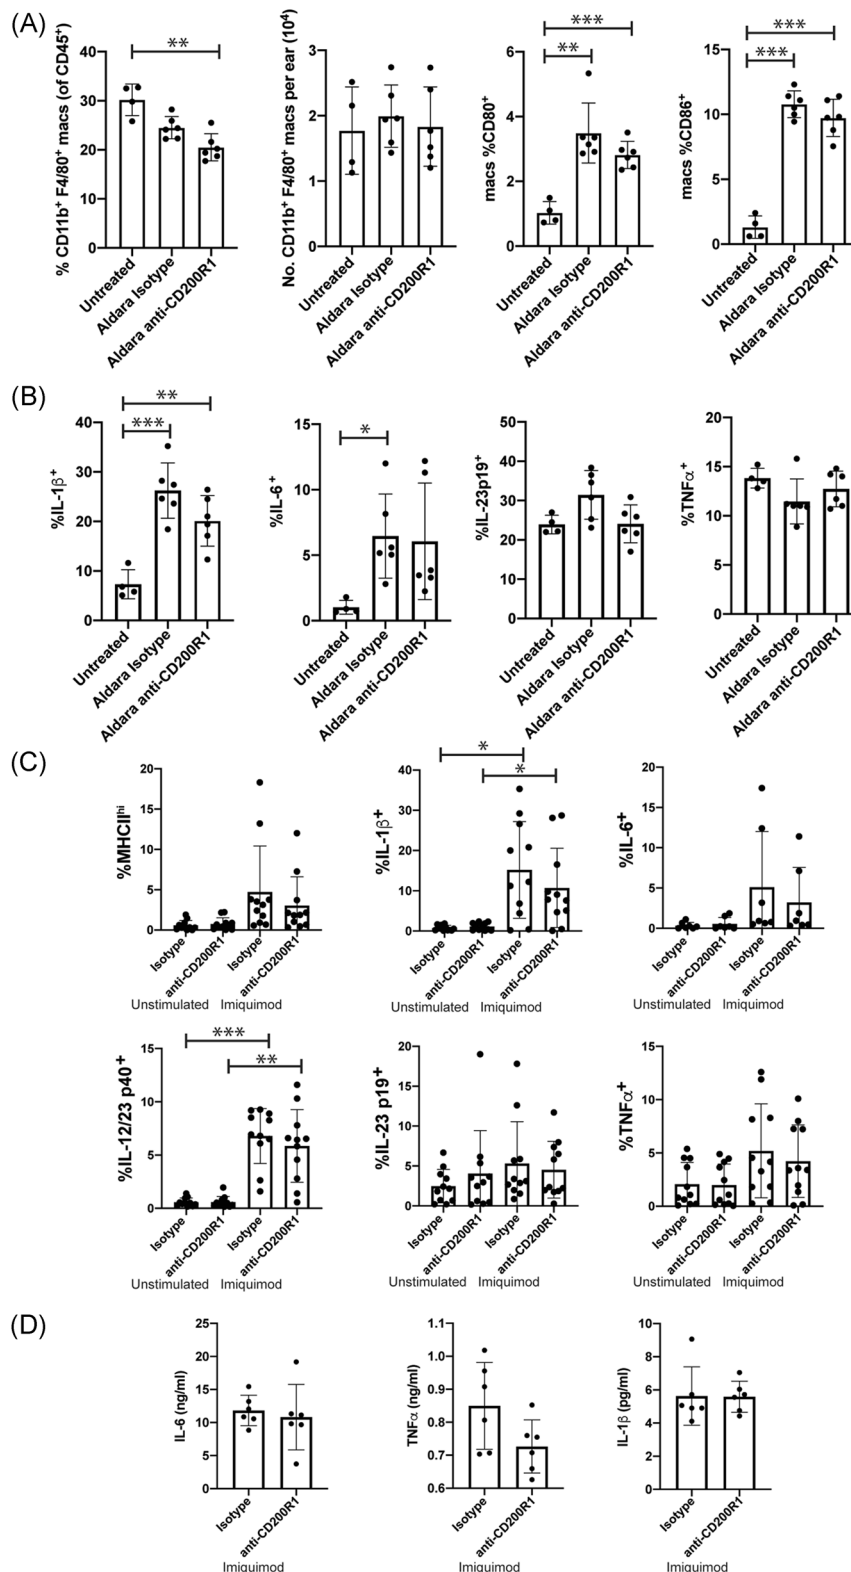 (A)
% CD11b⁺ F4/80⁺ macs (of CD45⁺)
40
30
20
10
0
**
Untreated
Aldara Isotype
Aldara anti-CD200R1
No. CD11b⁺ F4/80⁺ macs per ear (10⁴)
3
2
1
0
Untreated
Aldara Isotype
Aldara anti-CD200R1
macs %CD80⁺
6
4
2
0
***
**
Untreated
Aldara Isotype
Aldara anti-CD200R1
macs %CD86⁺
15
10
5
0
***
***
Untreated
Aldara Isotype
Aldara anti-CD200R1
(B)
%IL-1β⁺
40
30
20
10
0
**
***
Untreated
Aldara Isotype
Aldara anti-CD200R1
%IL-6⁺
15
10
5
0
*
Untreated
Aldara Isotype
Aldara anti-CD200R1
%IL-23p19⁺
50
40
30
20
10
0
Untreated
Aldara Isotype
Aldara anti-CD200R1
%TNFα⁺
20
15
10
5
0
Untreated
Aldara Isotype
Aldara anti-CD200R1
(C)
%MHCIIʰⁱ
20
15
10
5
0
Isotype
anti-CD200R1
Isotype
anti-CD200R1
Unstimulated Imiquimod
%IL-1β⁺
40
30
20
10
0
*
*
Isotype
anti-CD200R1
Isotype
anti-CD200R1
Unstimulated Imiquimod
%IL-6⁺
20
15
10
5
0
Isotype
anti-CD200R1
Isotype
anti-CD200R1
Unstimulated Imiquimod
%IL-12/23 p40⁺
15
10
5
0
***
**
Isotype
anti-CD200R1
Isotype
anti-CD200R1
Unstimulated Imiquimod
%IL-23 p19⁺
20
15
10
5
0
Isotype
anti-CD200R1
Isotype
anti-CD200R1
Unstimulated Imiquimod
%TNFα⁺
15
10
5
0
Isotype
anti-CD200R1
Isotype
anti-CD200R1
Unstimulated Imiquimod
(D)
IL-6 (ng/ml)
25
20
15
10
5
0
Isotype
anti-CD200R1
Imiquimod
TNFα (ng/ml)
1.1
1.0
0.9
0.8
0.7
0.6
Isotype
anti-CD200R1
Imiquimod
IL-1β (pg/ml)
10
8
6
4
2
0
Isotype
anti-CD200R1
Imiquimod